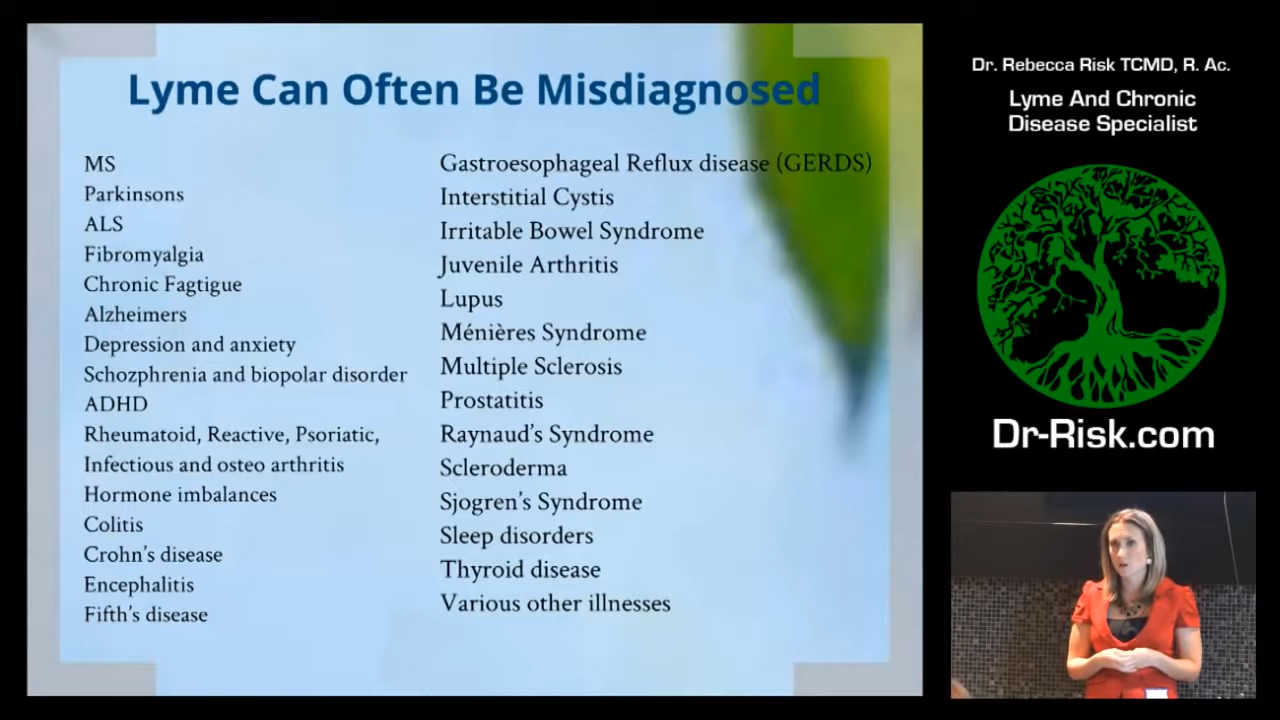 Lyme Can Often Be Misdiagnosed
MS
Parkinsons
ALS
Fibromyalgia
Chronic Fagtigue
Alzheimers
Depression and anxiety
Schozphrenia and biopolar disorder
ADHD
Rheumatoid, Reactive, Psoriatic,
Infectious and osteo arthritis
Hormone imbalances
Colitis
Crohn's disease
Encephalitis
Fifth's disease
Gastroesophageal Reflux disease (GERDS)
Interstitial Cystis
Irritable Bowel Syndrome
Juvenile Arthritis
Lupus
Ménières Syndrome
Multiple Sclerosis
Prostatitis
Raynaud's Syndrome
Scleroderma
Sjogren's Syndrome
Sleep disorders
Thyroid disease
Various other illnesses
Dr. Rebecca Risk TCMD, R. Ac.
Lyme And Chronic
Disease Specialist
Dr-Risk.com